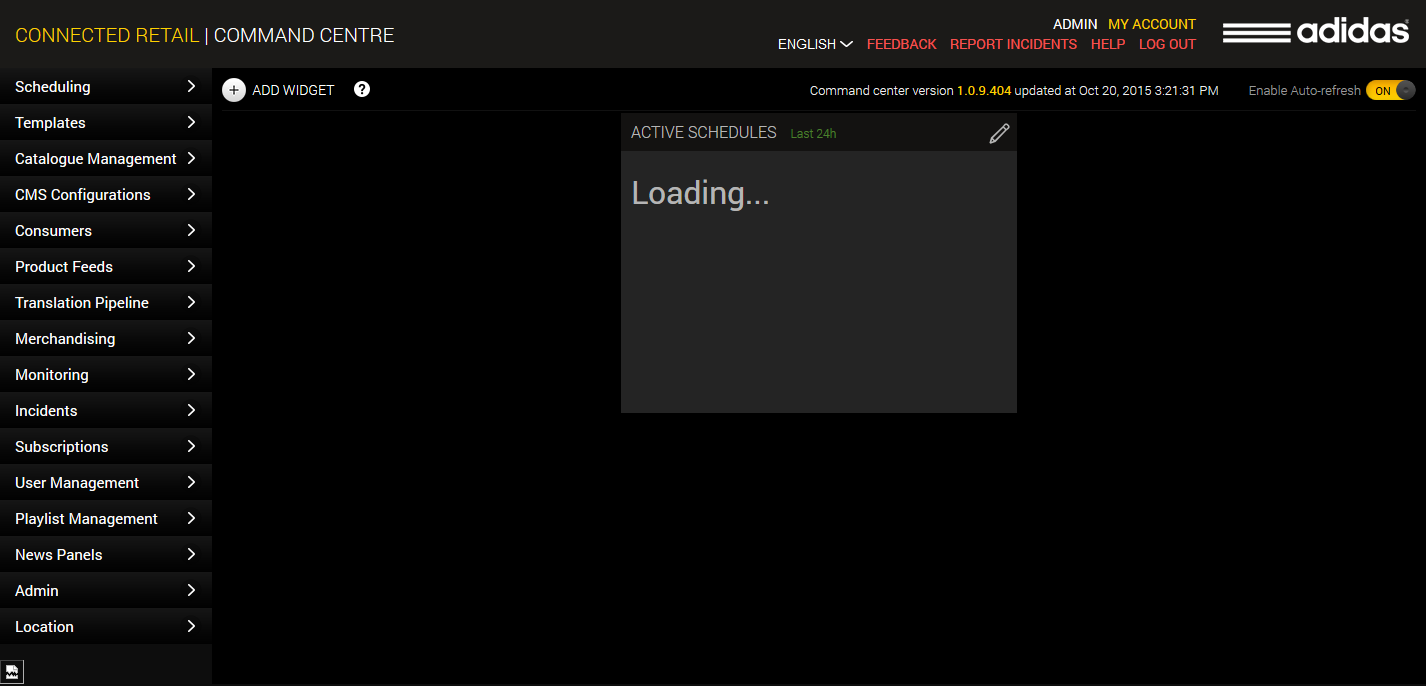 CONNECTED RETAIL | COMMAND CENTRE
ADMIN MY ACCOUNT
ENGLISH FEEDBACK REPORT INCIDENTS HELP LOG OUT
adidas
Scheduling
Templates
Catalogue Management
CMS Configurations
Consumers
Product Feeds
Translation Pipeline
Merchandising
Monitoring
Incidents
Subscriptions
User Management
Playlist Management
News Panels
Admin
Location
+ ADD WIDGET ?
Command center version 1.0.9.404 updated at Oct 20, 2015 3:21:31 PM
Enable Auto-refresh ON
ACTIVE SCHEDULES Last 24h
Loading...